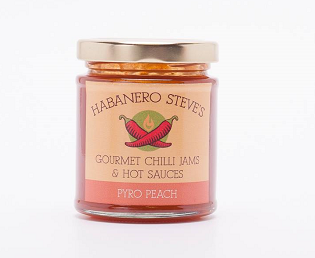 HABANERO STEVE'S
GOURMET CHILLI JAMS
& HOT SAUCES
PYRO PEACH